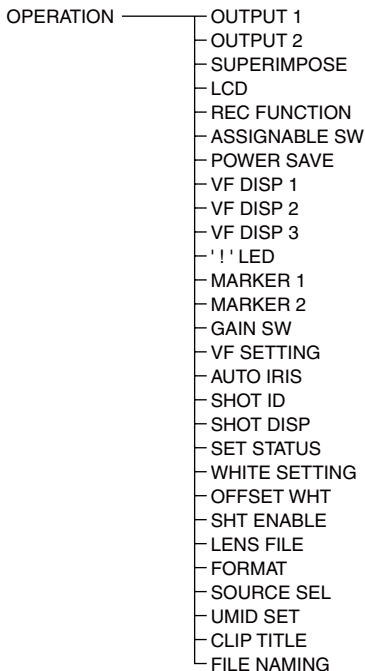 OPERATION OUTPUT 1
OUTPUT 2
SUPERIMPOSE
LCD
REC FUNCTION
ASSIGNABLE SW
POWER SAVE
VF DISP 1
VF DISP 2
VF DISP 3
' ! ' LED
MARKER 1
MARKER 2
GAIN SW
VF SETTING
AUTO IRIS
SHOT ID
SHOT DISP
SET STATUS
WHITE SETTING
OFFSET WHT
SHT ENABLE
LENS FILE
FORMAT
SOURCE SEL
UMID SET
CLIP TITLE
FILE NAMING